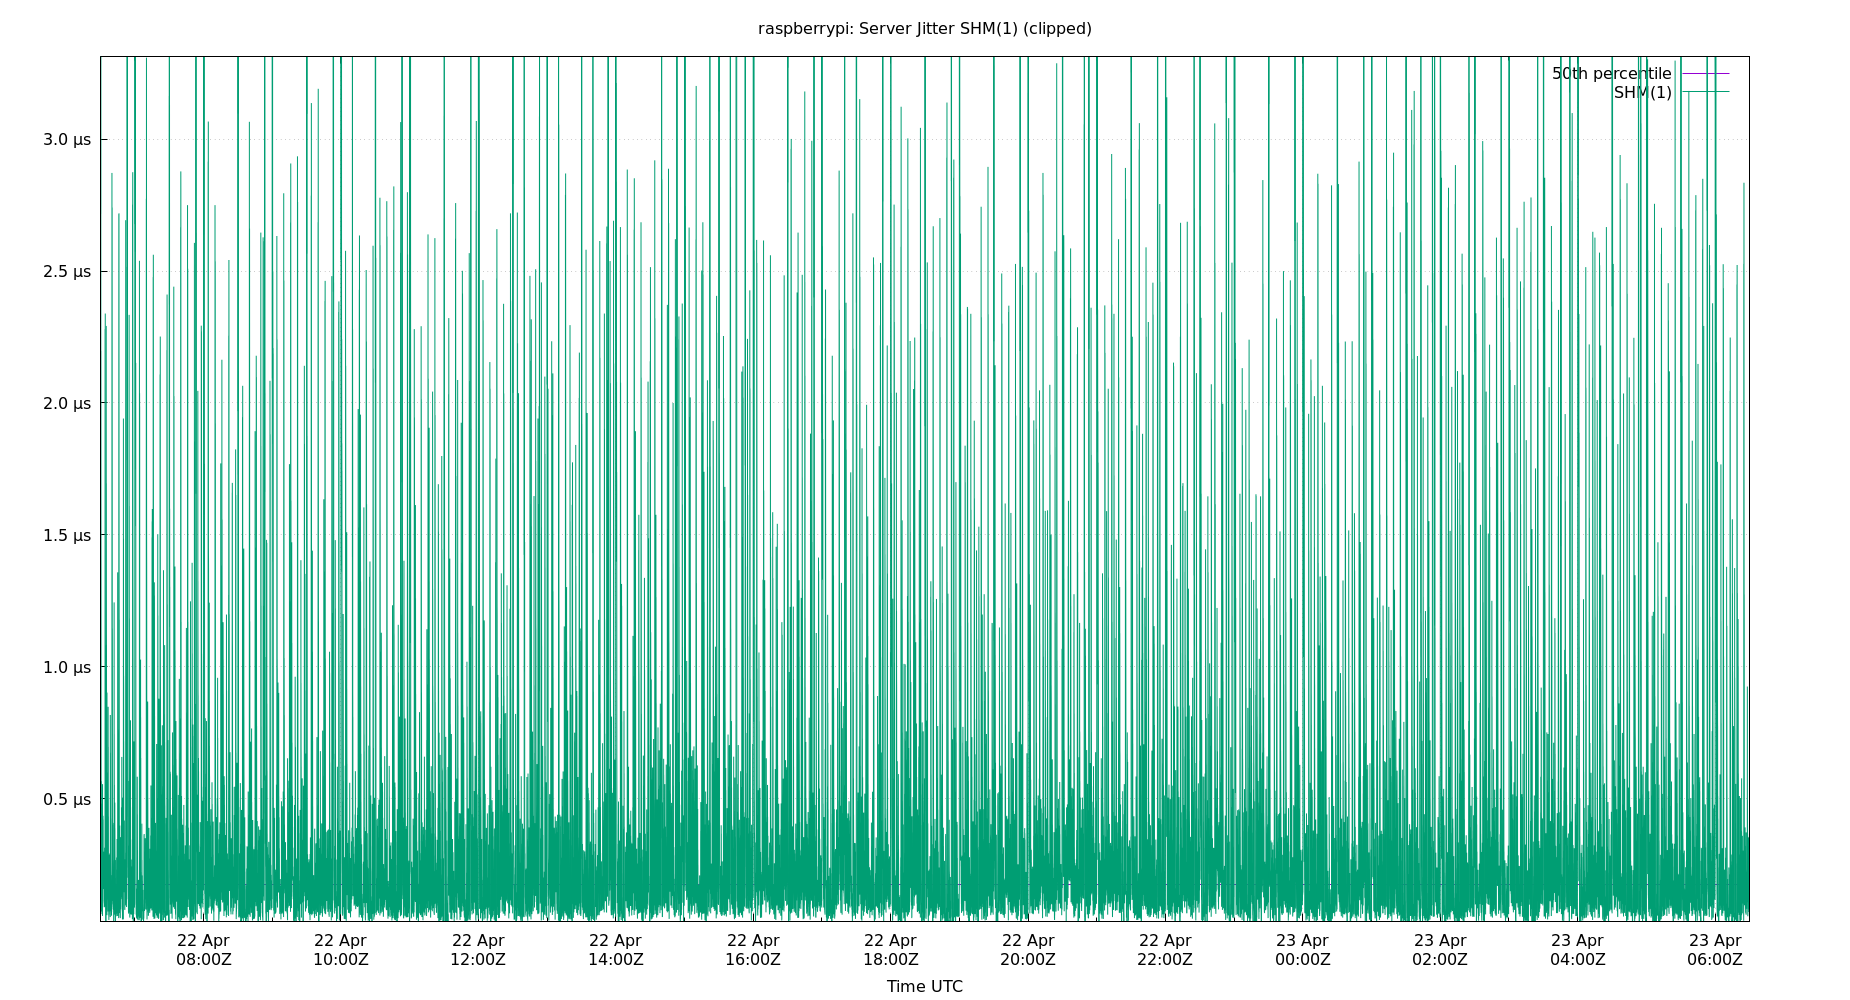 raspberrypi: Server Jitter SHM(1) (clipped)
50th percentile
SHM(1)
3.0 µs
2.5 µs
2.0 µs
1.5 µs
1.0 µs
0.5 µs
22 Apr 22 Apr 22 Apr 22 Apr 22 Apr 22 Apr 22 Apr 22 Apr 23 Apr 23 Apr 23 Apr 23 Apr
08:00Z 10:00Z 12:00Z 14:00Z 16:00Z 18:00Z 20:00Z 22:00Z 00:00Z 02:00Z 04:00Z 06:00Z
Time UTC